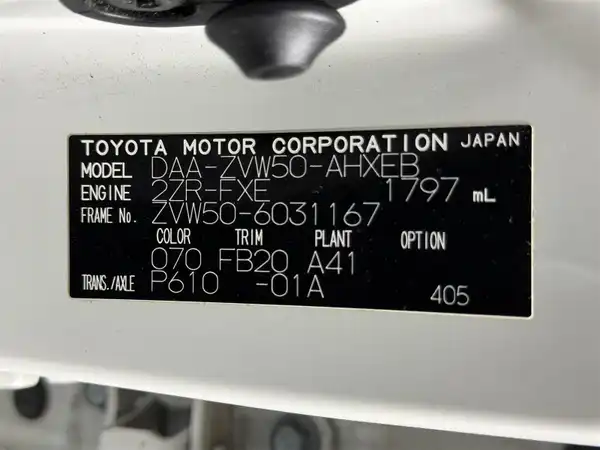 TOYOTA MOTOR CORPORATION JAPAN
MODEL DAA-ZVW50-AHXEB
ENGINE 2ZR-FXE 1797 mL
FRAME No. ZVW50-6031167
COLOR TRIM PLANT OPTION
070 FB20 A41
TRANS./AXLE P610 -01A 405